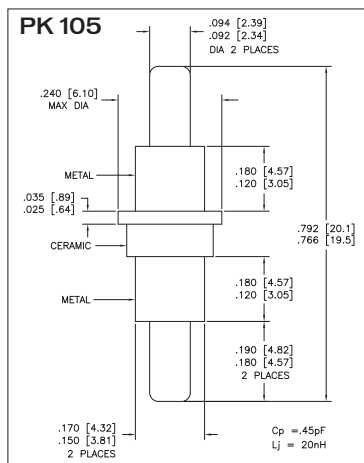 PK 105
.094 [2.39]
.092 [2.34]
DIA 2 PLACES
.240 [6.10]
MAX DIA
METAL
.180 [4.57]
.120 [3.05]
.035 [.89]
.025 [.64]
.792 [20.1]
.766 [19.5]
CERAMIC
.180 [4.57]
.120 [3.05]
METAL
.190 [4.82]
.180 [4.57]
2 PLACES
.170 [4.32]
.150 [3.81]
2 PLACES
Cp =.45pF
Lj = 20nH